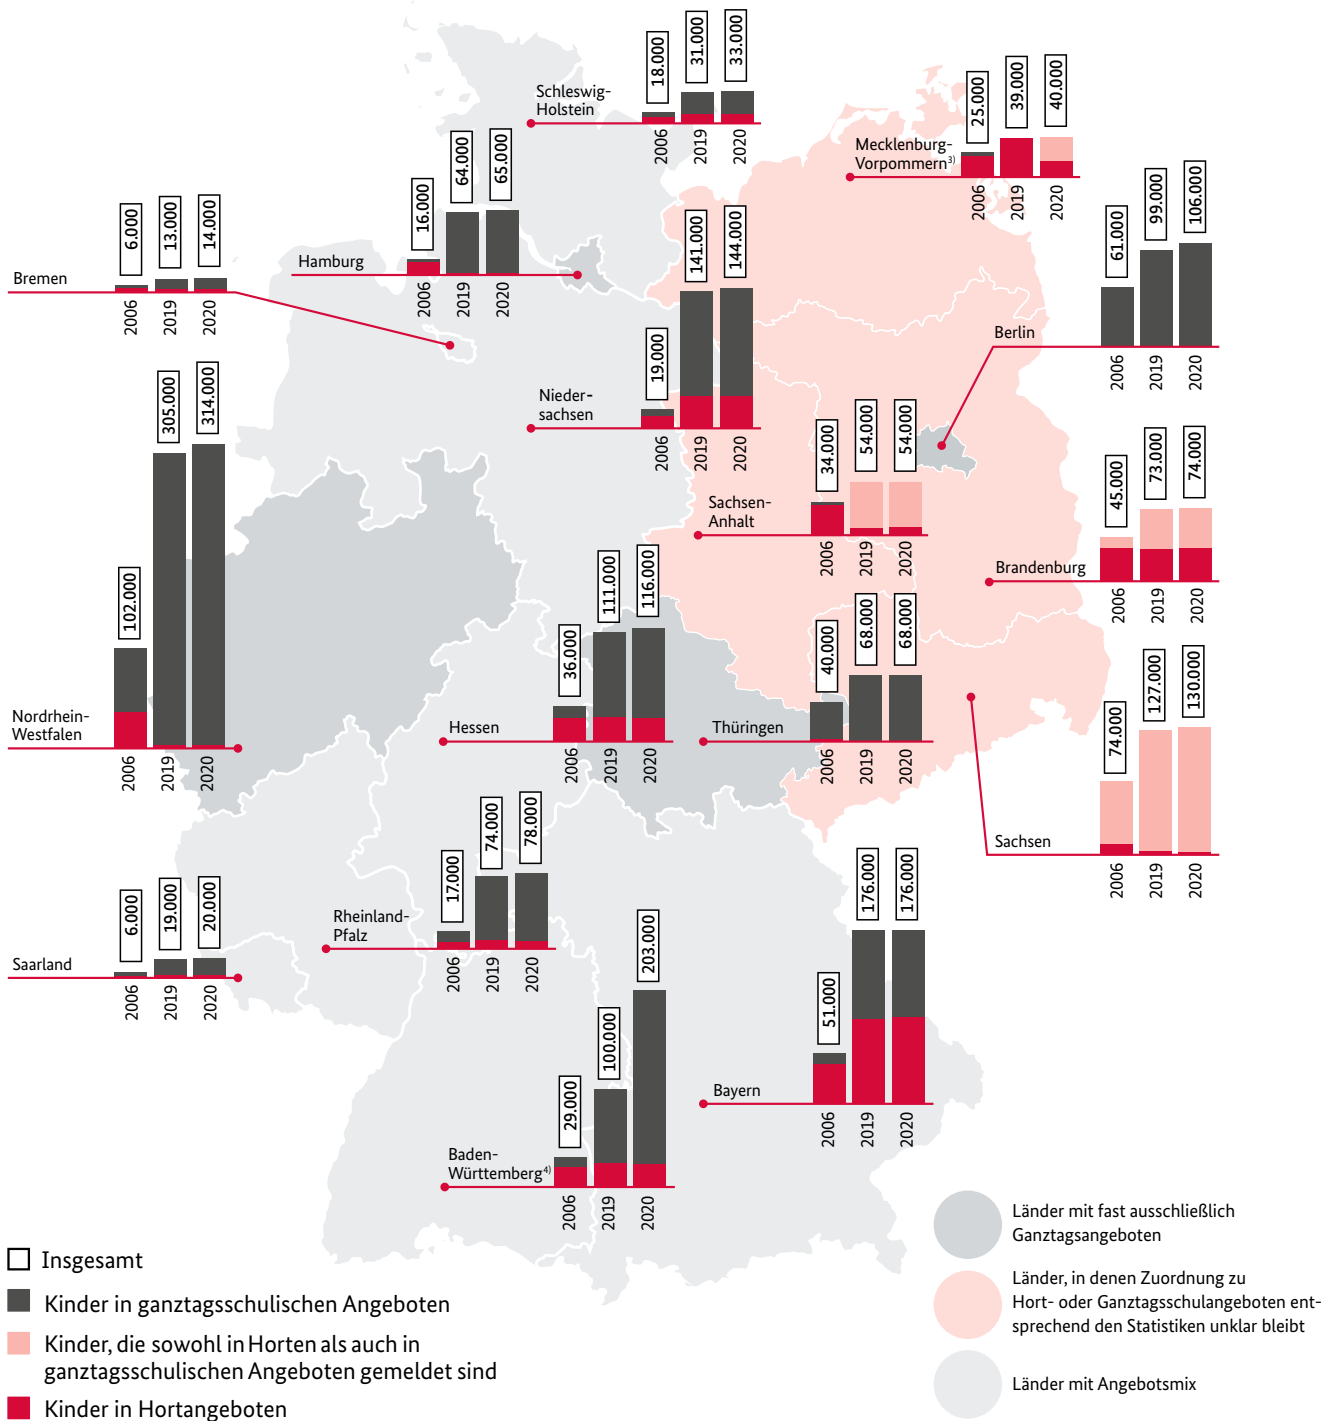 Schleswig-
Holstein
18.000
31.000
33.000
2006
2019
2020
Mecklenburg-
Vorpommern3)
25.000
39.000
40.000
2006
2019
2020
Hamburg
16.000
64.000
65.000
2006
2019
2020
Bremen
6.000
13.000
14.000
2006
2019
2020
Nieder-
sachsen
19.000
141.000
144.000
2006
2019
2020
Berlin
61.000
99.000
106.000
2006
2019
2020
Nordrhein-
Westfalen
102.000
305.000
314.000
2006
2019
2020
Sachsen-
Anhalt
34.000
54.000
54.000
2006
2019
2020
Brandenburg
45.000
73.000
74.000
2006
2019
2020
Hessen
36.000
111.000
116.000
2006
2019
2020
Thüringen
40.000
68.000
68.000
2006
2019
2020
Sachsen
74.000
127.000
130.000
2006
2019
2020
Rheinland-
Pfalz
17.000
74.000
78.000
2006
2019
2020
Saarland
6.000
19.000
20.000
2006
2019
2020
Baden-
Württemberg4)
29.000
100.000
203.000
2006
2019
2020
Bayern
51.000
176.000
176.000
2006
2019
2020
Insgesamt
Kinder in ganztagsschulischen Angeboten
Kinder, die sowohl in Horten als auch in
ganztagsschulischen Angeboten gemeldet sind
Kinder in Hortangeboten
Länder mit fast ausschließlich
Ganztagsangeboten
Länder, in denen Zuordnung zu
Hort- oder Ganztagsschulangeboten ent-
sprechend den Statistiken unklar bleibt
Länder mit Angebotsmix